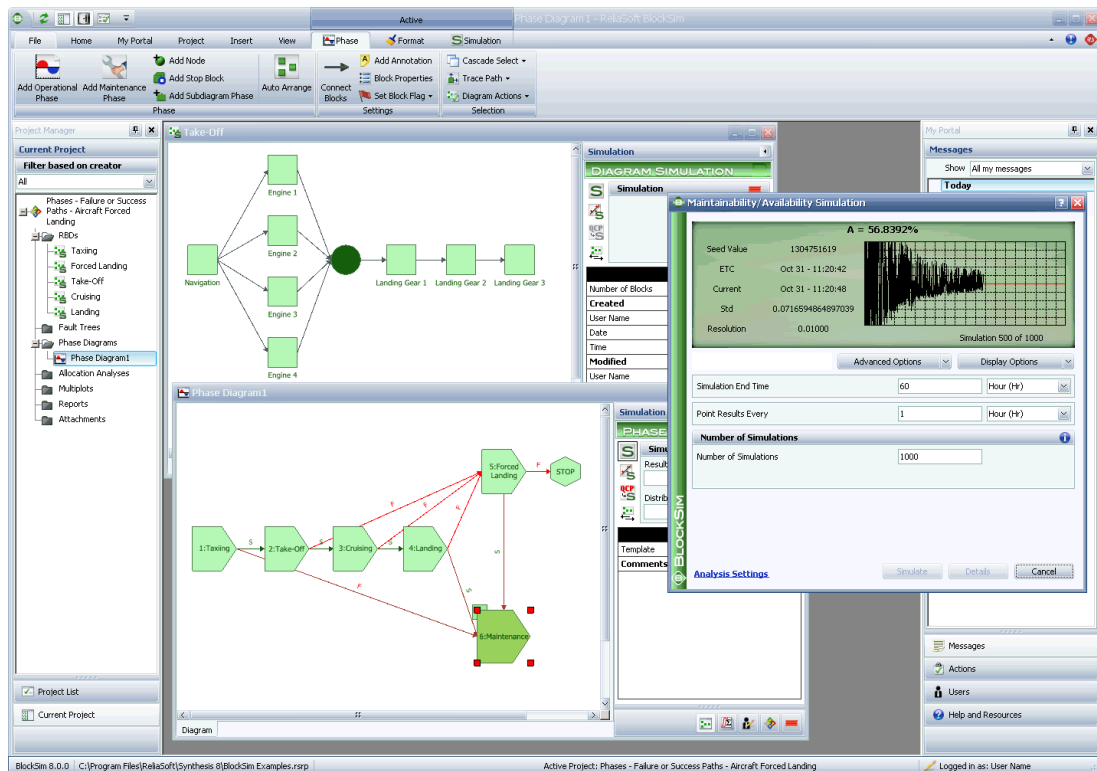 Active
Phase Diagram1 - ReliaSoft BlockSim
File Home My Portal Project Insert View Phase Format Simulation
Add Operational Phase
Add Maintenance Phase
Add Node
Add Stop Block
Add Subdiagram Phase
Auto Arrange
Connect Blocks
Add Annotation
Block Properties
Set Block Flag
Cascade Select
Trace Path
Diagram Actions
Phase Settings Selection
Project Manager
Current Project
Filter based on creator
All
Phases - Failure or Success
Paths - Aircraft Forced
Landing
RBDs
Taxiing
Forced Landing
Take-Off
Cruising
Landing
Fault Trees
Phase Diagrams
Phase Diagram1
Allocation Analyses
Multiplots
Reports
Attachments
Project List
Current Project
Take-Off
Engine 1
Engine 2
Navigation
Landing Gear 1 Landing Gear 2 Landing Gear 3
Engine 3
Engine 4
Simulation
DIAGRAM SIMULATION
S Simulation
QCP
S
Number of Blocks
Created
User Name
Date
Time
Modified
User Name
Phase Diagram1
5:Forced
Landing
F
STOP
F
F
F
1:Taxiing
S
2:Take-Off
S
3:Cruising
S
4:Landing
S
F
S
6:Maintenance
Diagram
Simulation
PHASE
S Simu
Result
QCP
S
Distrib
Template
Comments
My Portal
Messages
Show All my messages
Today
Maintainability/Availability Simulation
A = 56.8392%
Seed Value 1304751619
ETC Oct 31 - 11:20:42
Current Oct 31 - 11:20:48
Std 0.0716594864897039
Resolution 0.01000
Simulation 500 of 1000
Advanced Options Display Options
Simulation End Time 60 Hour (Hr)
Point Results Every 1 Hour (Hr)
Number of Simulations
Number of Simulations 1000
BLOCKSIM
Analysis Settings
Simulate Details Cancel
Messages
Actions
Users
Help and Resources
BlockSim 8.0.0 C:\Program Files\ReliaSoft\Synthesis 8\BlockSim Examples.rsrp
Active Project: Phases - Failure or Success Paths - Aircraft Forced Landing
Logged in as: User Name